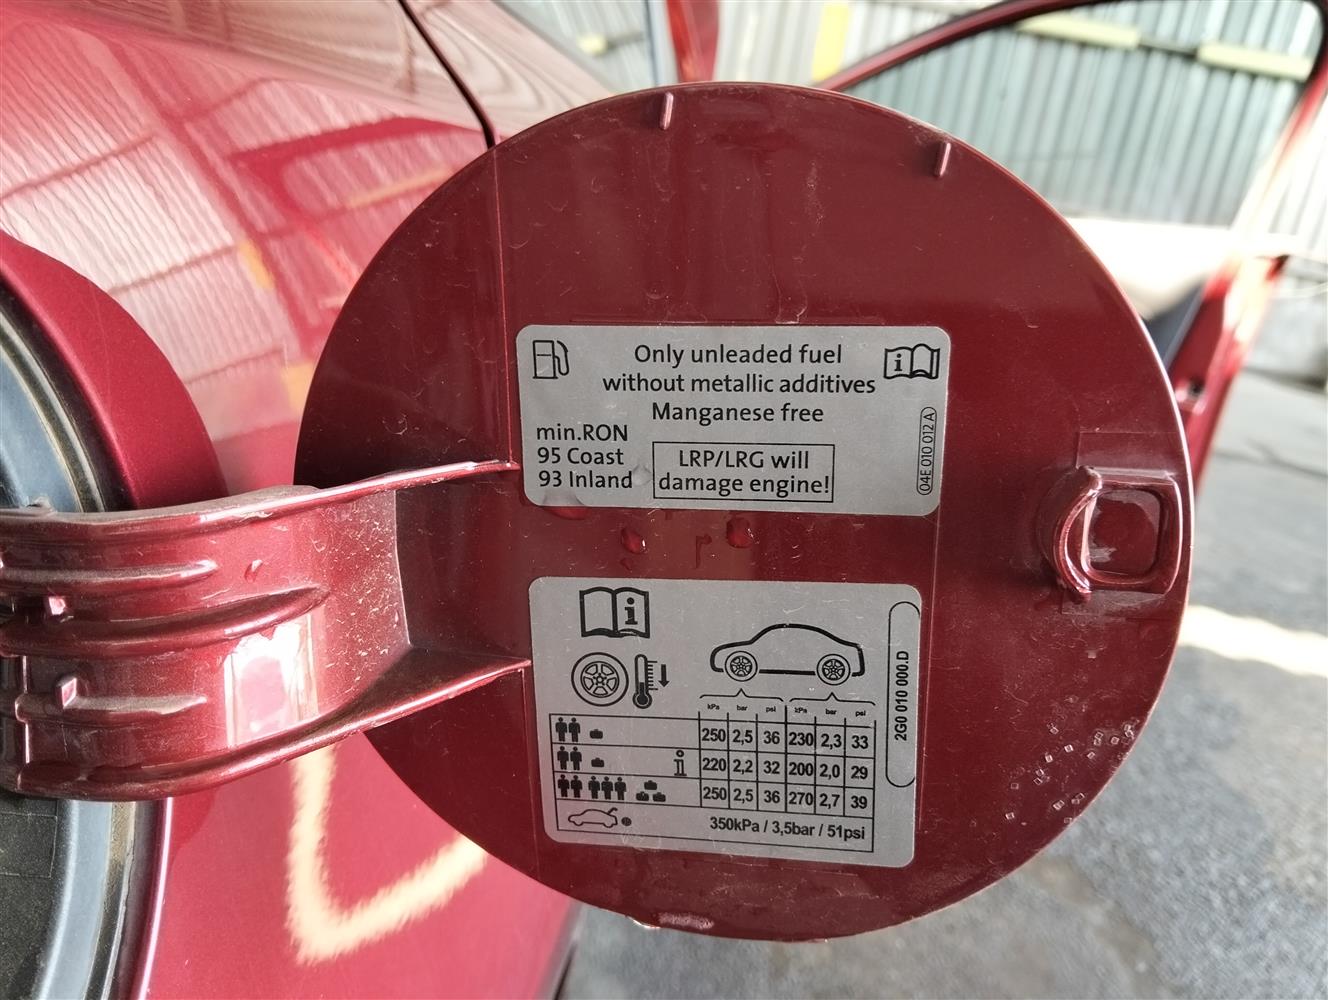 Only unleaded fuel
without metallic additives
Manganese free
min.RON
95 Coast
93 Inland
LRP/LRG will
damage engine!
04E 010 012 A
i
i
2G0 010 000.D
kPa bar psi kPa bar psi
250 2,5 36 230 2,3 33
i 220 2,2 32 200 2,0 29
250 2,5 36 270 2,7 39
350kPa / 3,5bar / 51psi